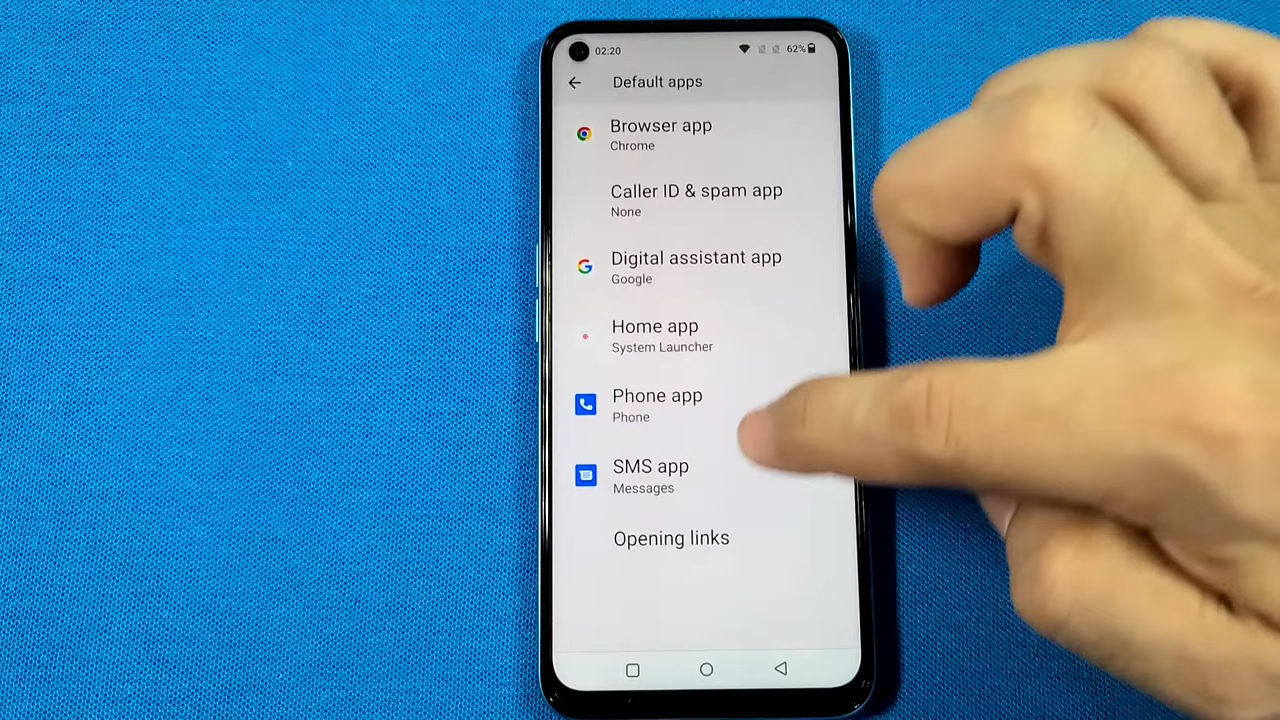 02:20
62%
Default apps
Browser app
Chrome
Caller ID & spam app
None
Digital assistant app
Google
Home app
System Launcher
Phone app
Phone
SMS app
Messages
Opening links